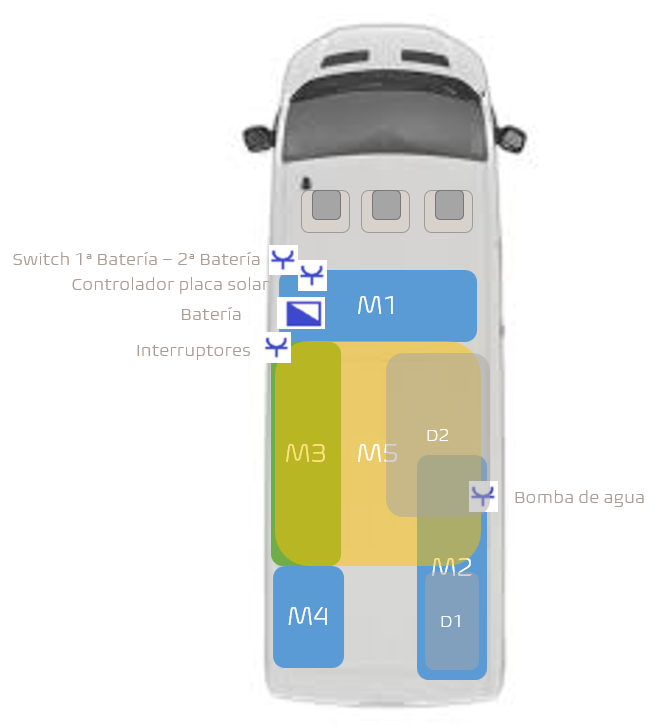 Switch 1ª Batería – 2ª Batería
Controlador placa solar
M1
Batería
Interruptores
D2
M3
M5
Bomba de agua
M2
M4
D1